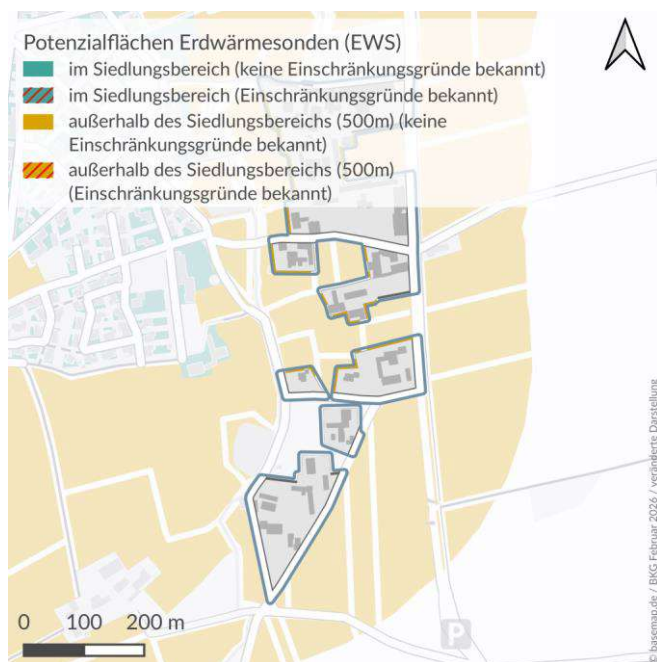 Potenzialflächen Erdwärmesonden (EWS)
im Siedlungsbereich (keine Einschränkungsgründe bekannt)
im Siedlungsbereich (Einschränkungsgründe bekannt)
außerhalb des Siedlungsbereichs (500m) (keine
Einschränkungsgründe bekannt)
außerhalb des Siedlungsbereichs (500m)
(Einschränkungsgründe bekannt)
© basemap.de / BKG Februar 2026 / veränderte Darstellung
0 100 200 m
P